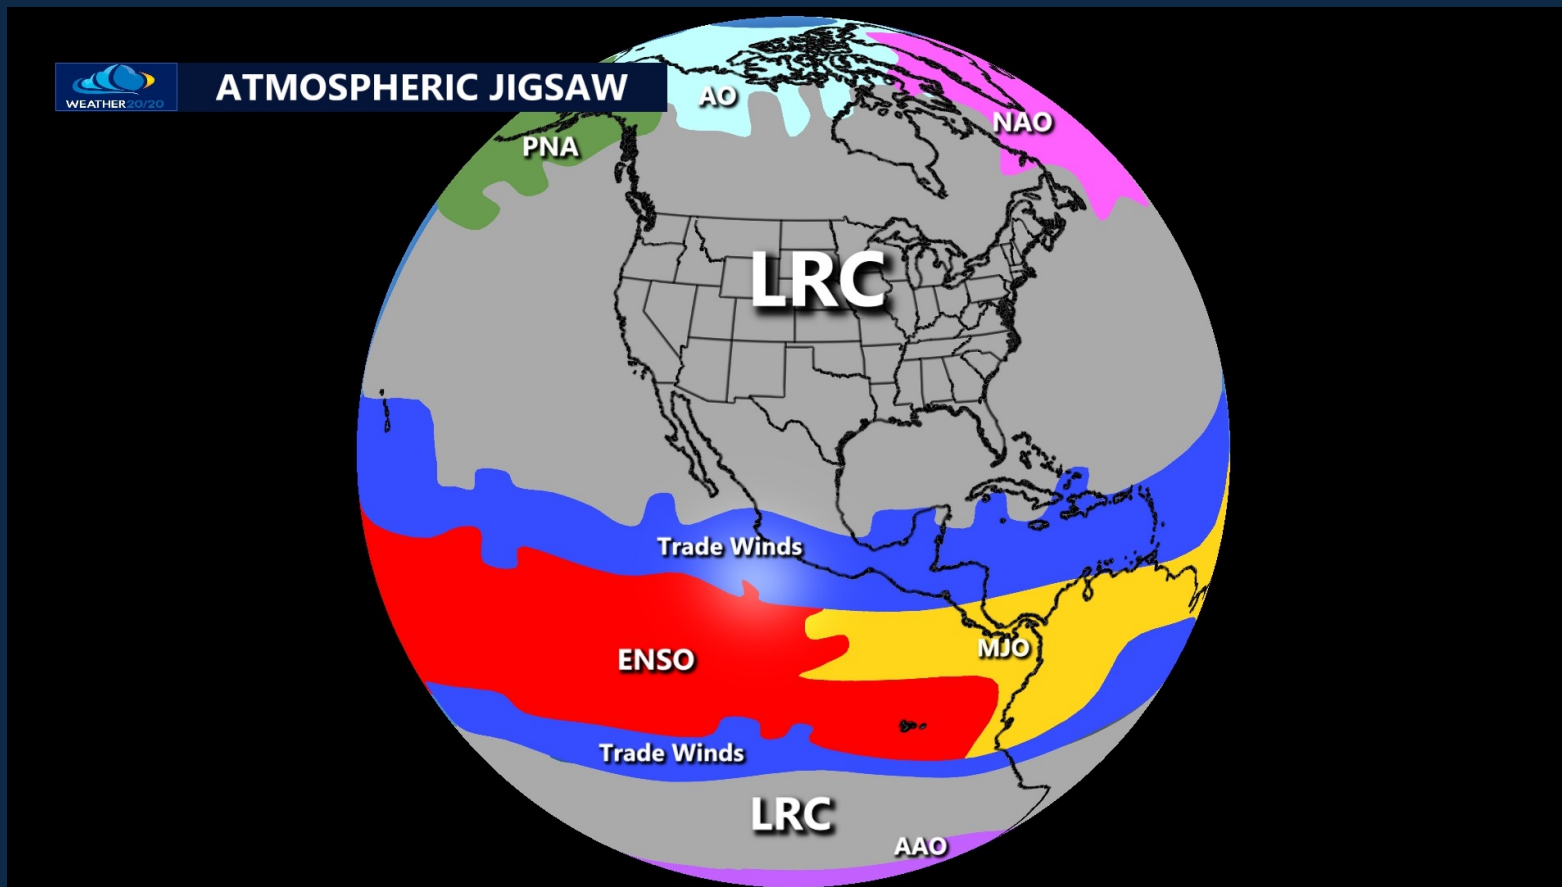 WEATHER20/20
ATMOSPHERIC JIGSAW
AO
NAO
PNA
LRC
Trade Winds
ENSO
MJO
Trade Winds
LRC
AAO